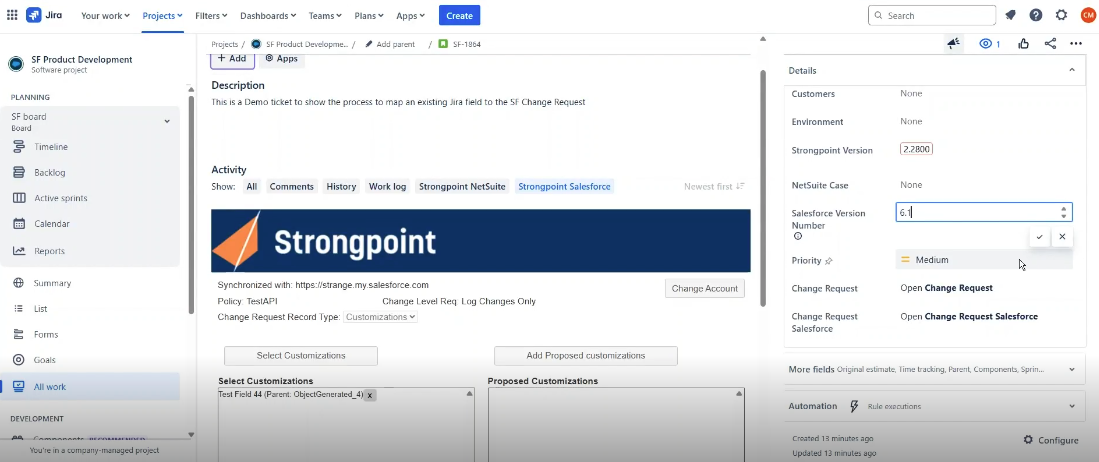 Jira
Your work
Projects
Filters
Dashboards
Teams
Plans
Apps
Create
Search
CM
SF Product Development
Software project
PLANNING
SF board
Board
Timeline
Backlog
Active sprints
Calendar
Reports
Summary
List
Forms
Goals
All work
DEVELOPMENT
Components RECOMMENDED
You're in a company-managed project
Projects / SF Product Developme... / Add parent / SF-1864
+ Add
Apps
Description
This is a Demo ticket to show the process to map an existing Jira field to the SF Change Request
Activity
Show: All Comments History Work log Strongpoint NetSuite Strongpoint Salesforce Newest first
Strongpoint
Synchronized with: https://strange.my.salesforce.com
Change Account
Policy: TestAPI Change Level Req: Log Changes Only
Change Request Record Type: Customizations
Select Customizations Add Proposed customizations
Select Customizations Proposed Customizations
Test Field 44 (Parent: ObjectGenerated_4) x
1
Details
Customers None
Environment None
Strongpoint Version 2.2800
NetSuite Case None
Salesforce Version 6.1
Number
Priority Medium
Change Request Open Change Request
Change Request Open Change Request Salesforce
Salesforce
More fields Original estimate, Time tracking, Parent, Components, Sprin...
Automation Rule executions
Created 13 minutes ago
Configure
Updated 13 minutes ago